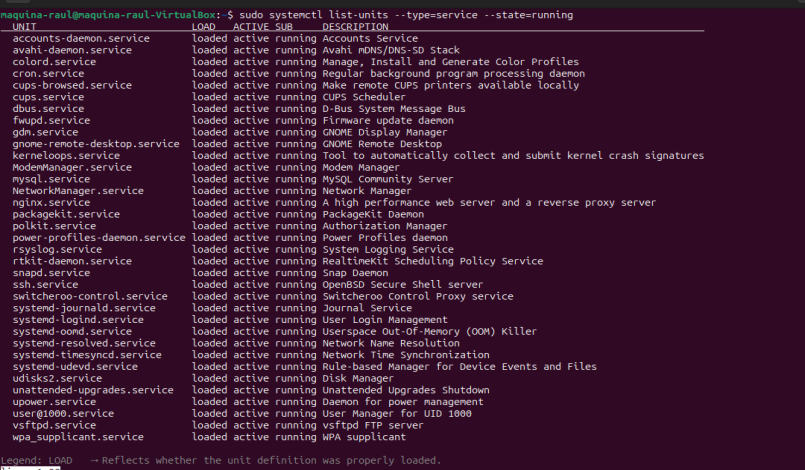 maquina-raul@maquina-raul-VirtualBox:~$ sudo systemctl list-units --type=service --state=running
UNIT LOAD ACTIVE SUB DESCRIPTION
accounts-daemon.service loaded active running Accounts Service
avahi-daemon.service loaded active running Avahi mDNS/DNS-SD Stack
colord.service loaded active running Manage, Install and Generate Color Profiles
cron.service loaded active running Regular background program processing daemon
cups-browsed.service loaded active running Make remote CUPS printers available locally
cups.service loaded active running CUPS Scheduler
dbus.service loaded active running D-Bus System Message Bus
fwupd.service loaded active running Firmware update daemon
gdm.service loaded active running GNOME Display Manager
gnome-remote-desktop.service loaded active running GNOME Remote Desktop
kerneloops.service loaded active running Tool to automatically collect and submit kernel crash signatures
ModemManager.service loaded active running Modem Manager
mysql.service loaded active running MySQL Community Server
NetworkManager.service loaded active running Network Manager
nginx.service loaded active running A high performance web server and a reverse proxy server
packagekit.service loaded active running PackageKit Daemon
polkit.service loaded active running Authorization Manager
power-profiles-daemon.service loaded active running Power Profiles daemon
rsyslog.service loaded active running System Logging Service
rtkit-daemon.service loaded active running RealtimeKit Scheduling Policy Service
snapd.service loaded active running Snap Daemon
ssh.service loaded active running OpenBSD Secure Shell server
switcheroo-control.service loaded active running Switcheroo Control Proxy service
systemd-journald.service loaded active running Journal Service
systemd-logind.service loaded active running User Login Management
systemd-oomd.service loaded active running Userspace Out-Of-Memory (OOM) Killer
systemd-resolved.service loaded active running Network Name Resolution
systemd-timesyncd.service loaded active running Network Time Synchronization
systemd-udevd.service loaded active running Rule-based Manager for Device Events and Files
udisks2.service loaded active running Disk Manager
unattended-upgrades.service loaded active running Unattended Upgrades Shutdown
upower.service loaded active running Daemon for power management
user@1000.service loaded active running User Manager for UID 1000
vsftpd.service loaded active running vsftpd FTP server
wpa_supplicant.service loaded active running WPA supplicant
Legend: LOAD → Reflects whether the unit definition was properly loaded.